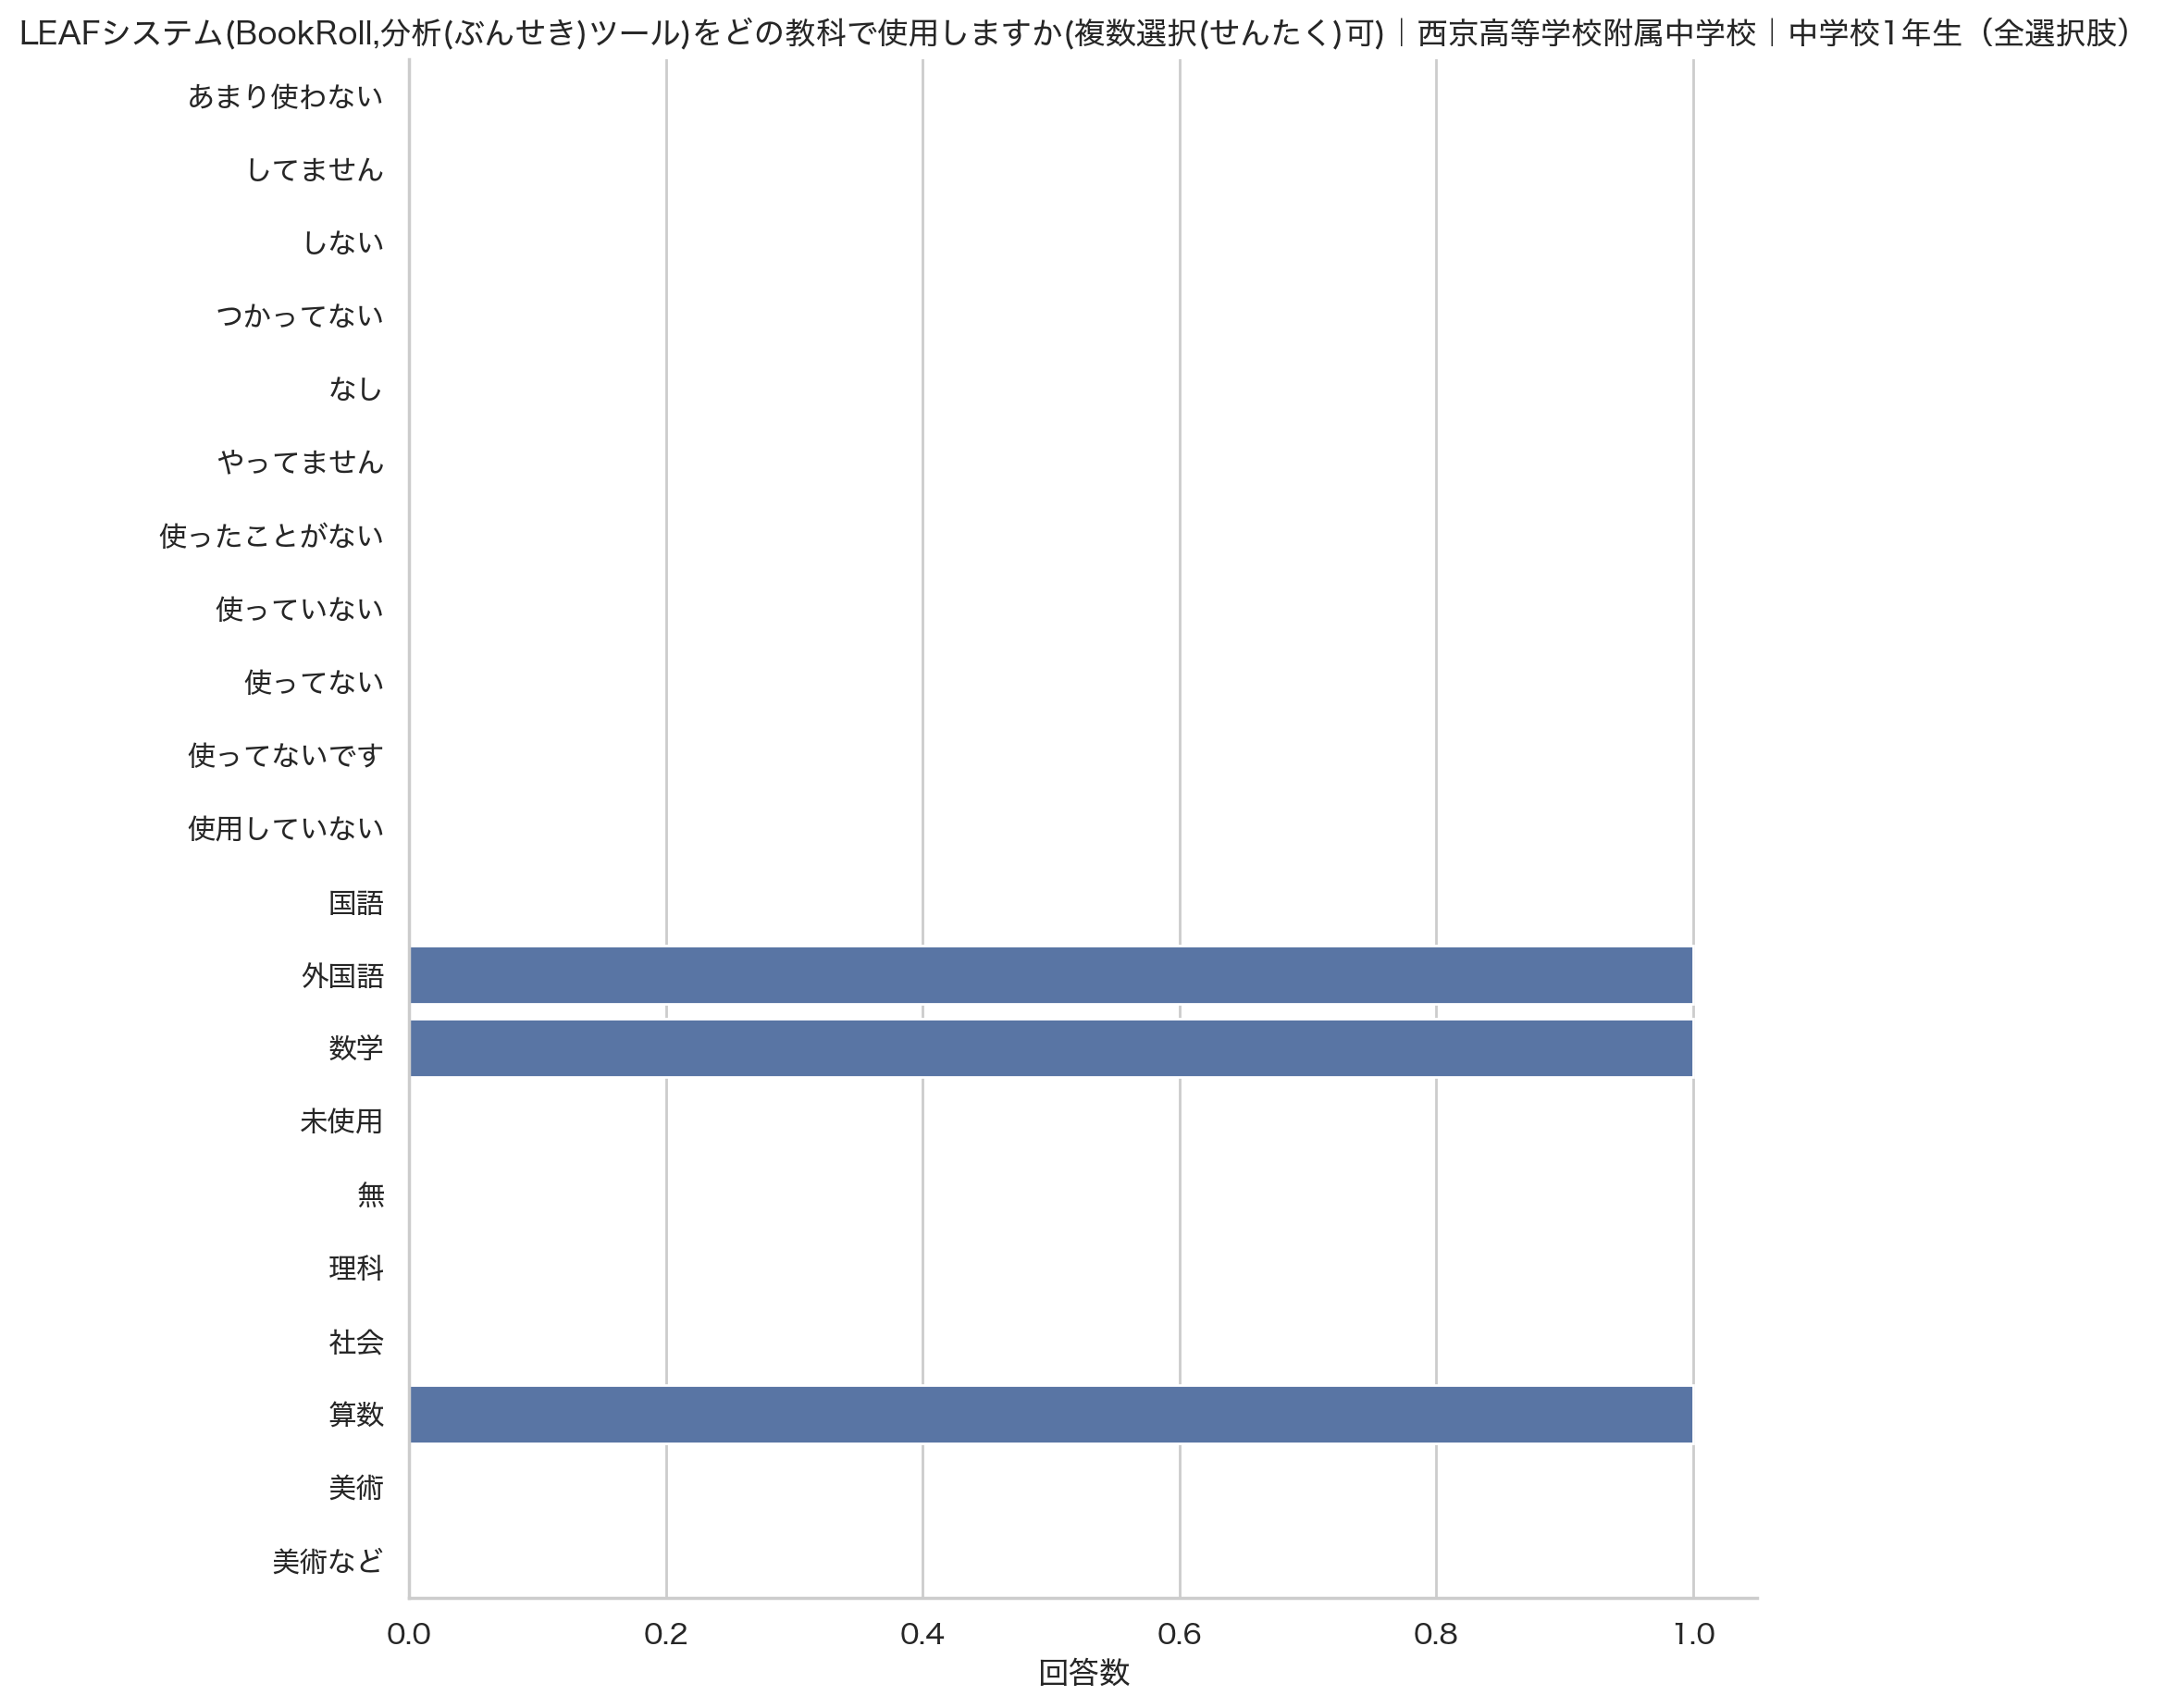 LEAFシステム(BookRoll,分析(ぶんせき)ツール)をどの教科で使用しますか(複数選択(せんたく)可)｜西京高等学校附属中学校｜中学校1年生（全選択肢）
あまり使わない
してません
しない
つかってない
なし
やってません
使ったことがない
使っていない
使ってない
使ってないです
使用していない
国語
外国語
数学
未使用
無
理科
社会
算数
美術
美術など
0.0 0.2 0.4 0.6 0.8 1.0
回答数